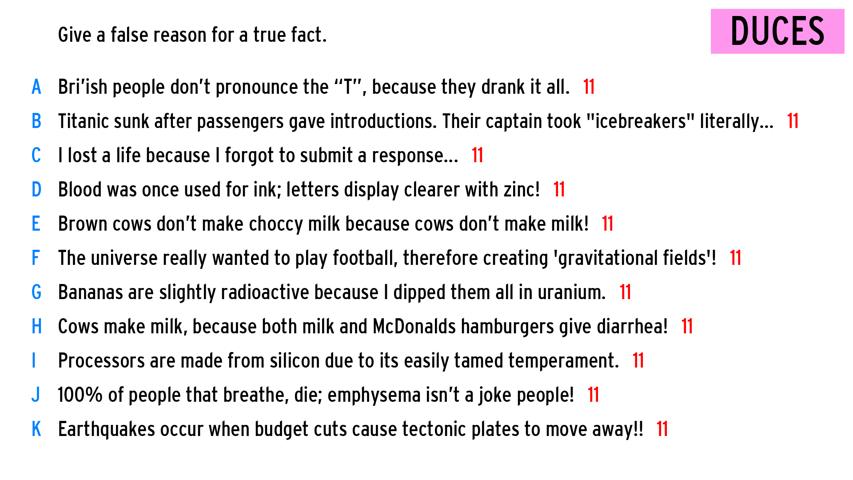 Give a false reason for a true fact.
DUCES
A Bri'ish people don't pronounce the “T”, because they drank it all. 11
B Titanic sunk after passengers gave introductions. Their captain took "icebreakers" literally... 11
C I lost a life because I forgot to submit a response... 11
D Blood was once used for ink; letters display clearer with zinc! 11
E Brown cows don't make choccy milk because cows don't make milk! 11
F The universe really wanted to play football, therefore creating 'gravitational fields'! 11
G Bananas are slightly radioactive because I dipped them all in uranium. 11
H Cows make milk, because both milk and McDonalds hamburgers give diarrhea! 11
I Processors are made from silicon due to its easily tamed temperament. 11
J 100% of people that breathe, die; emphysema isn't a joke people! 11
K Earthquakes occur when budget cuts cause tectonic plates to move away!! 11